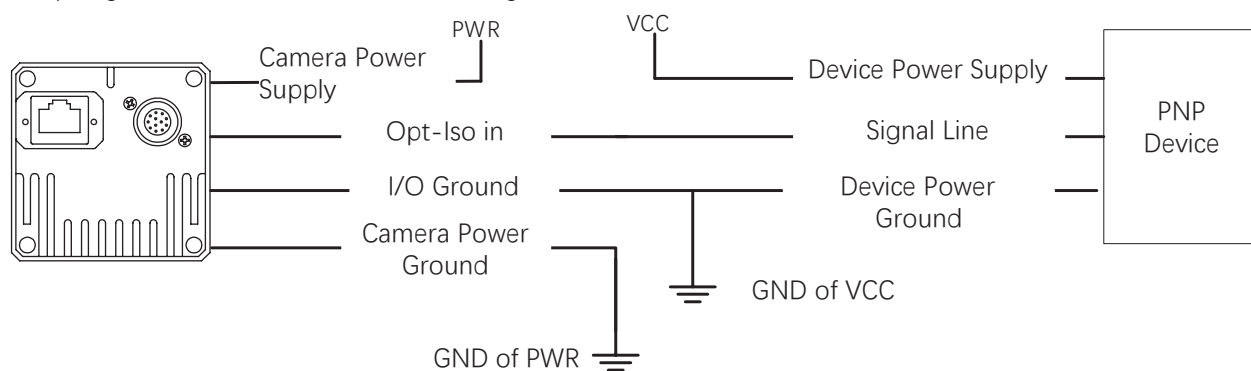 PWR
VCC
Camera Power
Supply
Device Power Supply
PNP
Device
Opt-Iso in
Signal Line
I/O Ground
Device Power
Ground
Camera Power
Ground
GND of VCC
GND of PWR